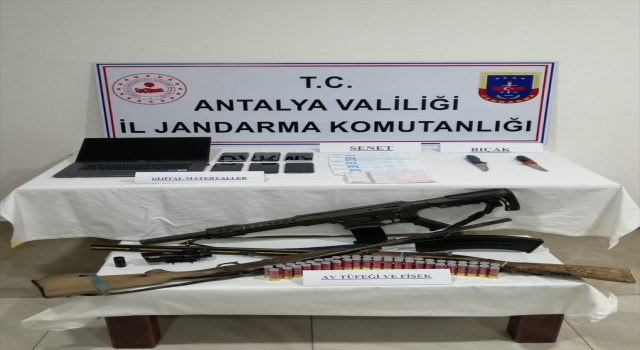 T.C.
ANTALYA VALİLİĞİ
İL JANDARMA KOMUTANLIĞI
SENET
BIÇAK
DİJİTAL MATERYALLER
AV TÜFEĞİ VE FİŞEK